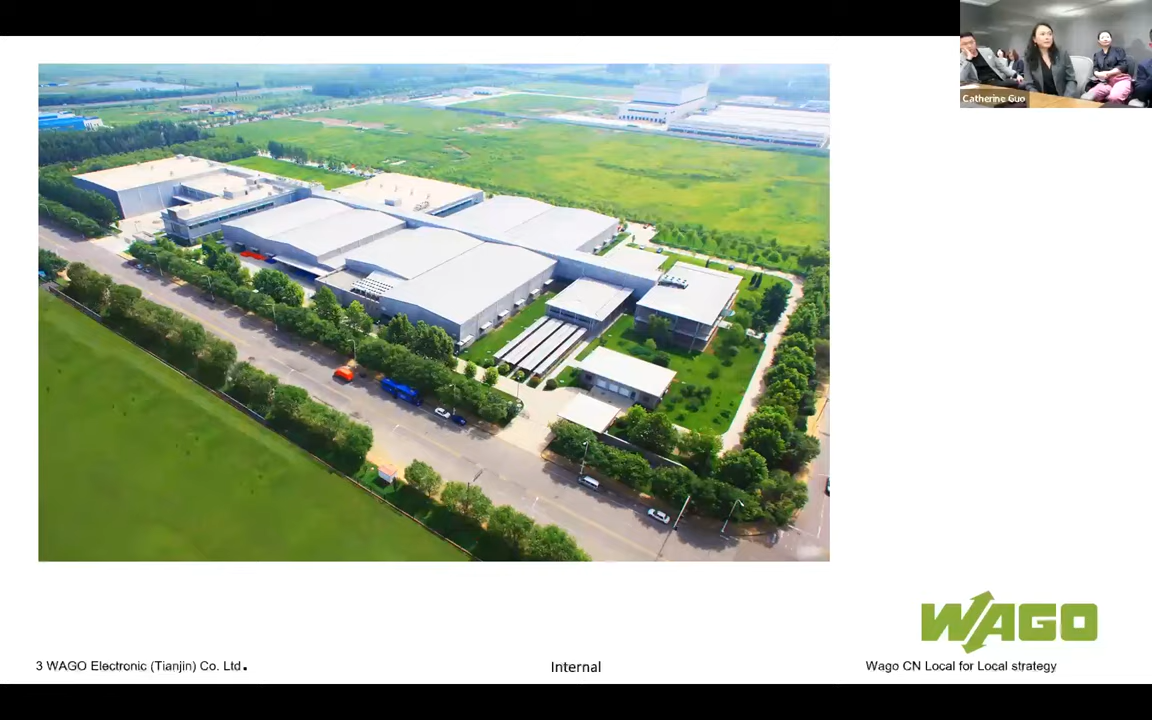 Catherine Guo
WAGO
3 WAGO Electronic (Tianjin) Co. Ltd.
Internal
Wago CN Local for Local strategy